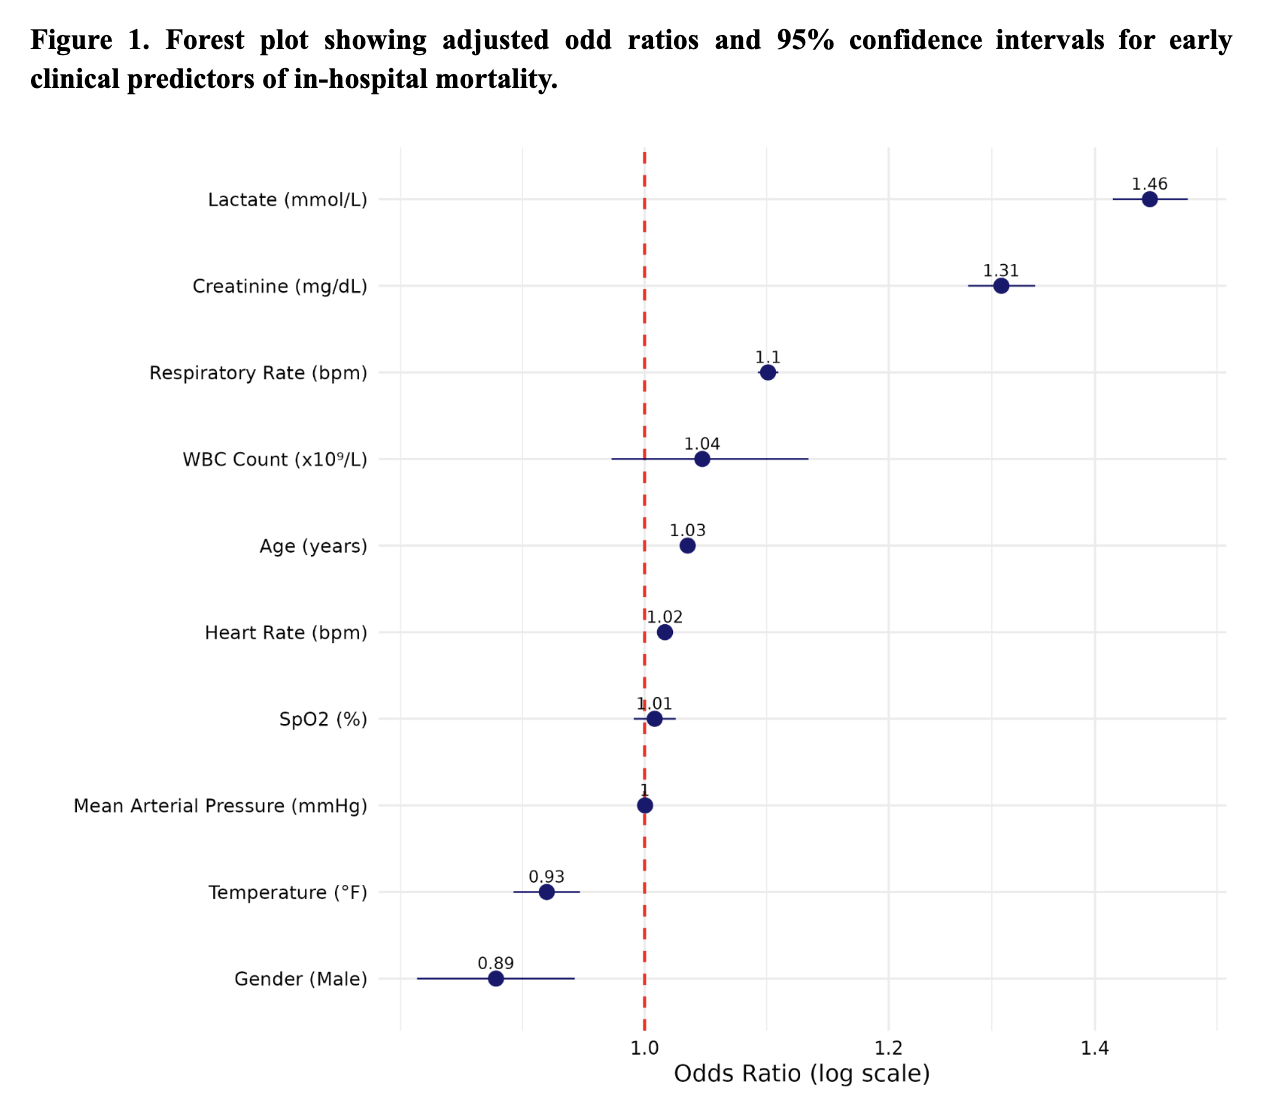 Figure 1. Forest plot showing adjusted odd ratios and 95% confidence intervals for early
clinical predictors of in-hospital mortality.
Lactate (mmol/L)
1.46
Creatinine (mg/dL)
1.31
Respiratory Rate (bpm)
1.1
WBC Count (x10⁹/L)
1.04
Age (years)
1.03
Heart Rate (bpm)
1.02
SpO2 (%)
1.01
Mean Arterial Pressure (mmHg)
1
Temperature (°F)
0.93
Gender (Male)
0.89
1.0 1.2 1.4
Odds Ratio (log scale)